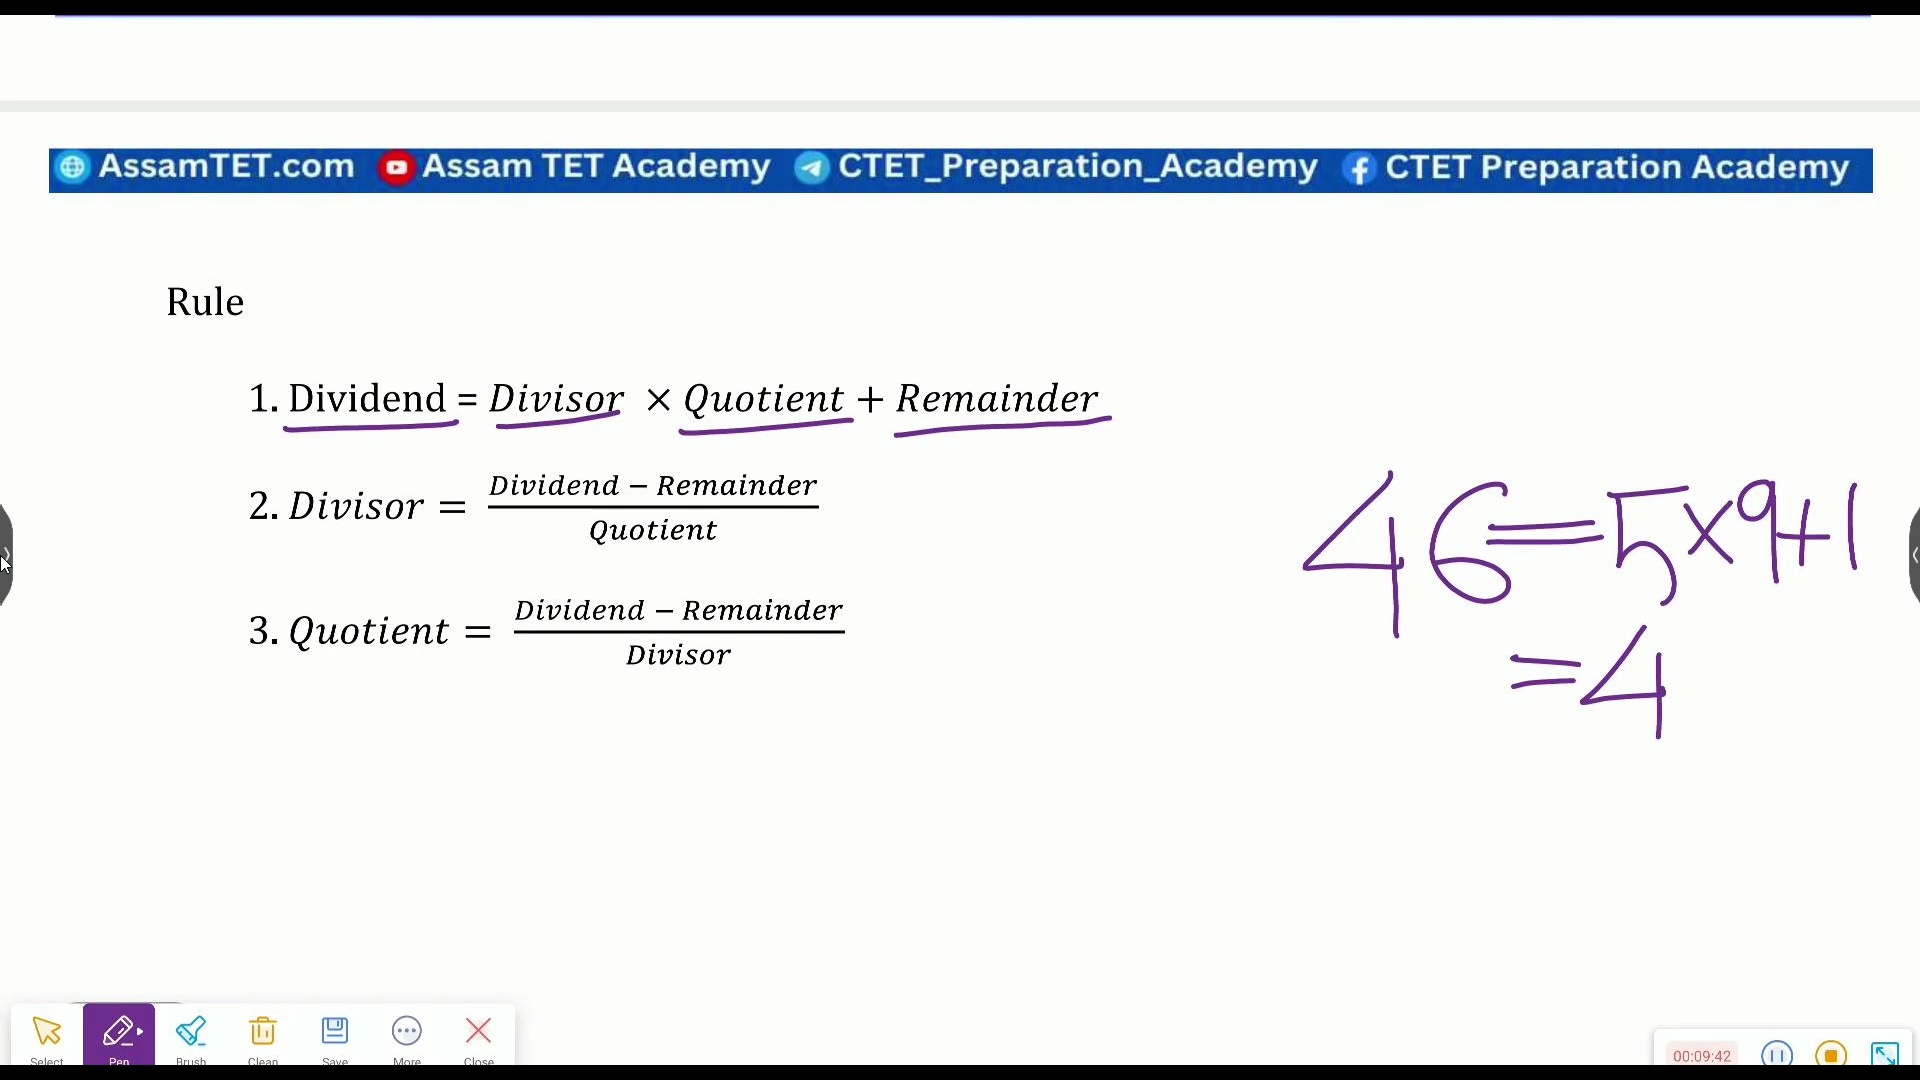 AssamTET.com Assam TET Academy CTET_Preparation_Academy CTET Preparation Academy
Rule
1. Dividend = Divisor × Quotient + Remainder
2. Divisor = Dividend − Remainder / Quotient
3. Quotient = Dividend − Remainder / Divisor
46=5×9+1
=4
Select Pen Brush Clean Save More Close
00:09:42